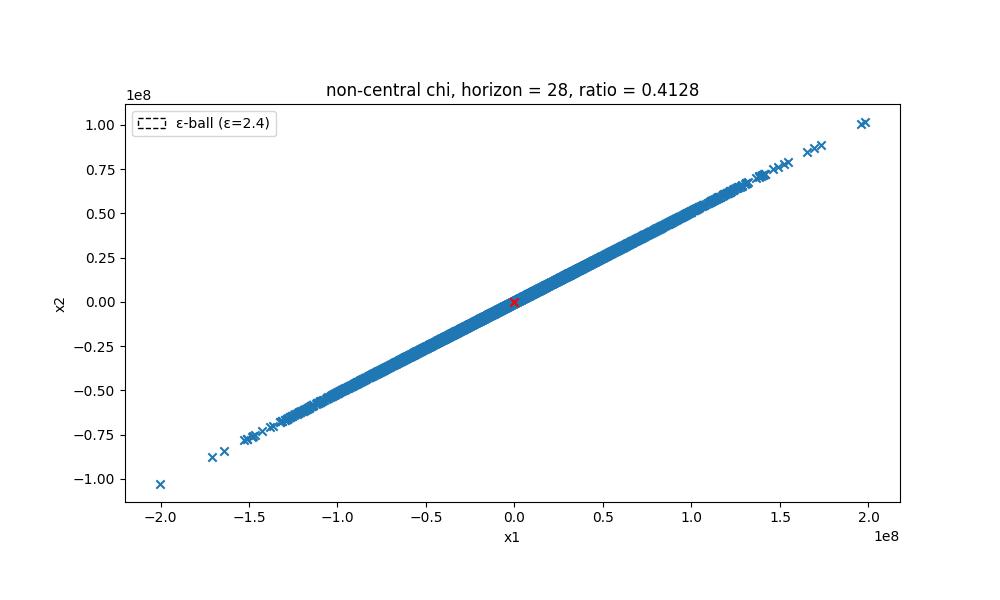 non-central chi, horizon = 28, ratio = 0.4128
1e8
ε-ball (ε=2.4)
1.00
0.75
0.50
0.25
0.00
−0.25
−0.50
−0.75
−1.00
x2
−2.0 −1.5 −1.0 −0.5 0.0 0.5 1.0 1.5 2.0
x1
1e8